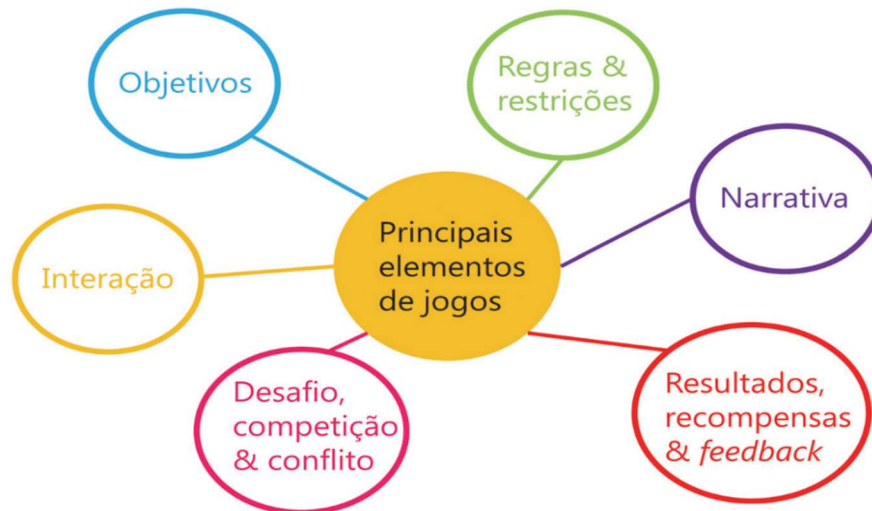 Objetivos
Regras &
restrições
Narrativa
Principais
elementos
de jogos
Interação
Desafio,
competição
& conflito
Resultados,
recompensas
& feedback